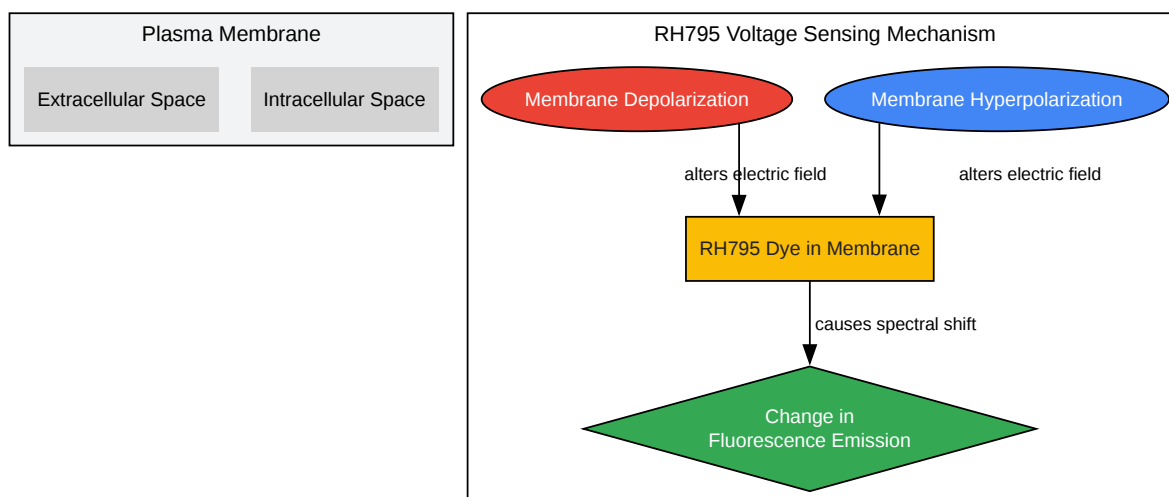 Plasma Membrane
Extracellular Space
Intracellular Space
RH795 Voltage Sensing Mechanism
Membrane Depolarization
Membrane Hyperpolarization
alters electric field
alters electric field
RH795 Dye in Membrane
causes spectral shift
Change in
Fluorescence Emission